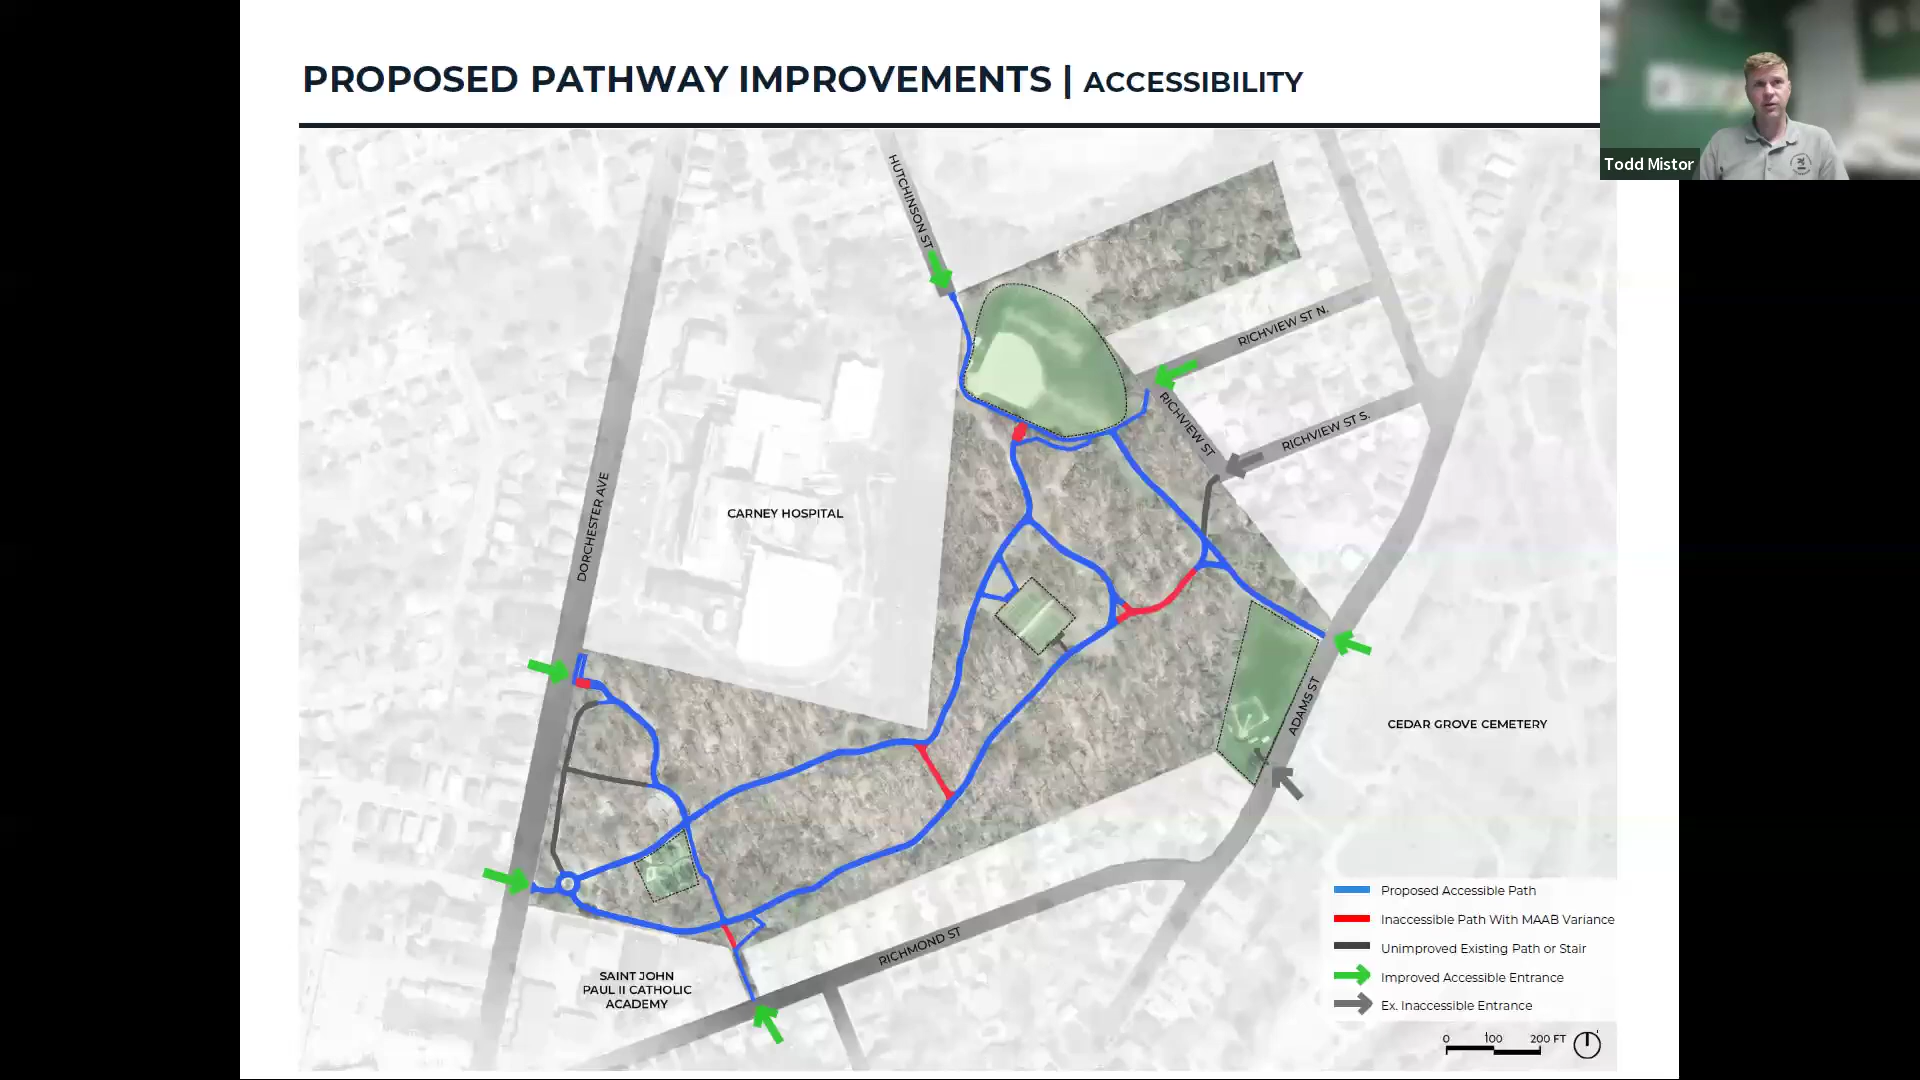 PROPOSED PATHWAY IMPROVEMENTS | ACCESSIBILITY
Todd Mistor
HUTCHINSON ST
RICHVIEW ST N.
RICHVIEW ST
RICHVIEW ST S.
DORCHESTER AVE
CARNEY HOSPITAL
ADAMS ST
CEDAR GROVE CEMETERY
RICHMOND ST
SAINT JOHN
PAUL II CATHOLIC
ACADEMY
Proposed Accessible Path
Inaccessible Path With MAAB Variance
Unimproved Existing Path or Stair
Improved Accessible Entrance
Ex. Inaccessible Entrance
0 100 200 FT